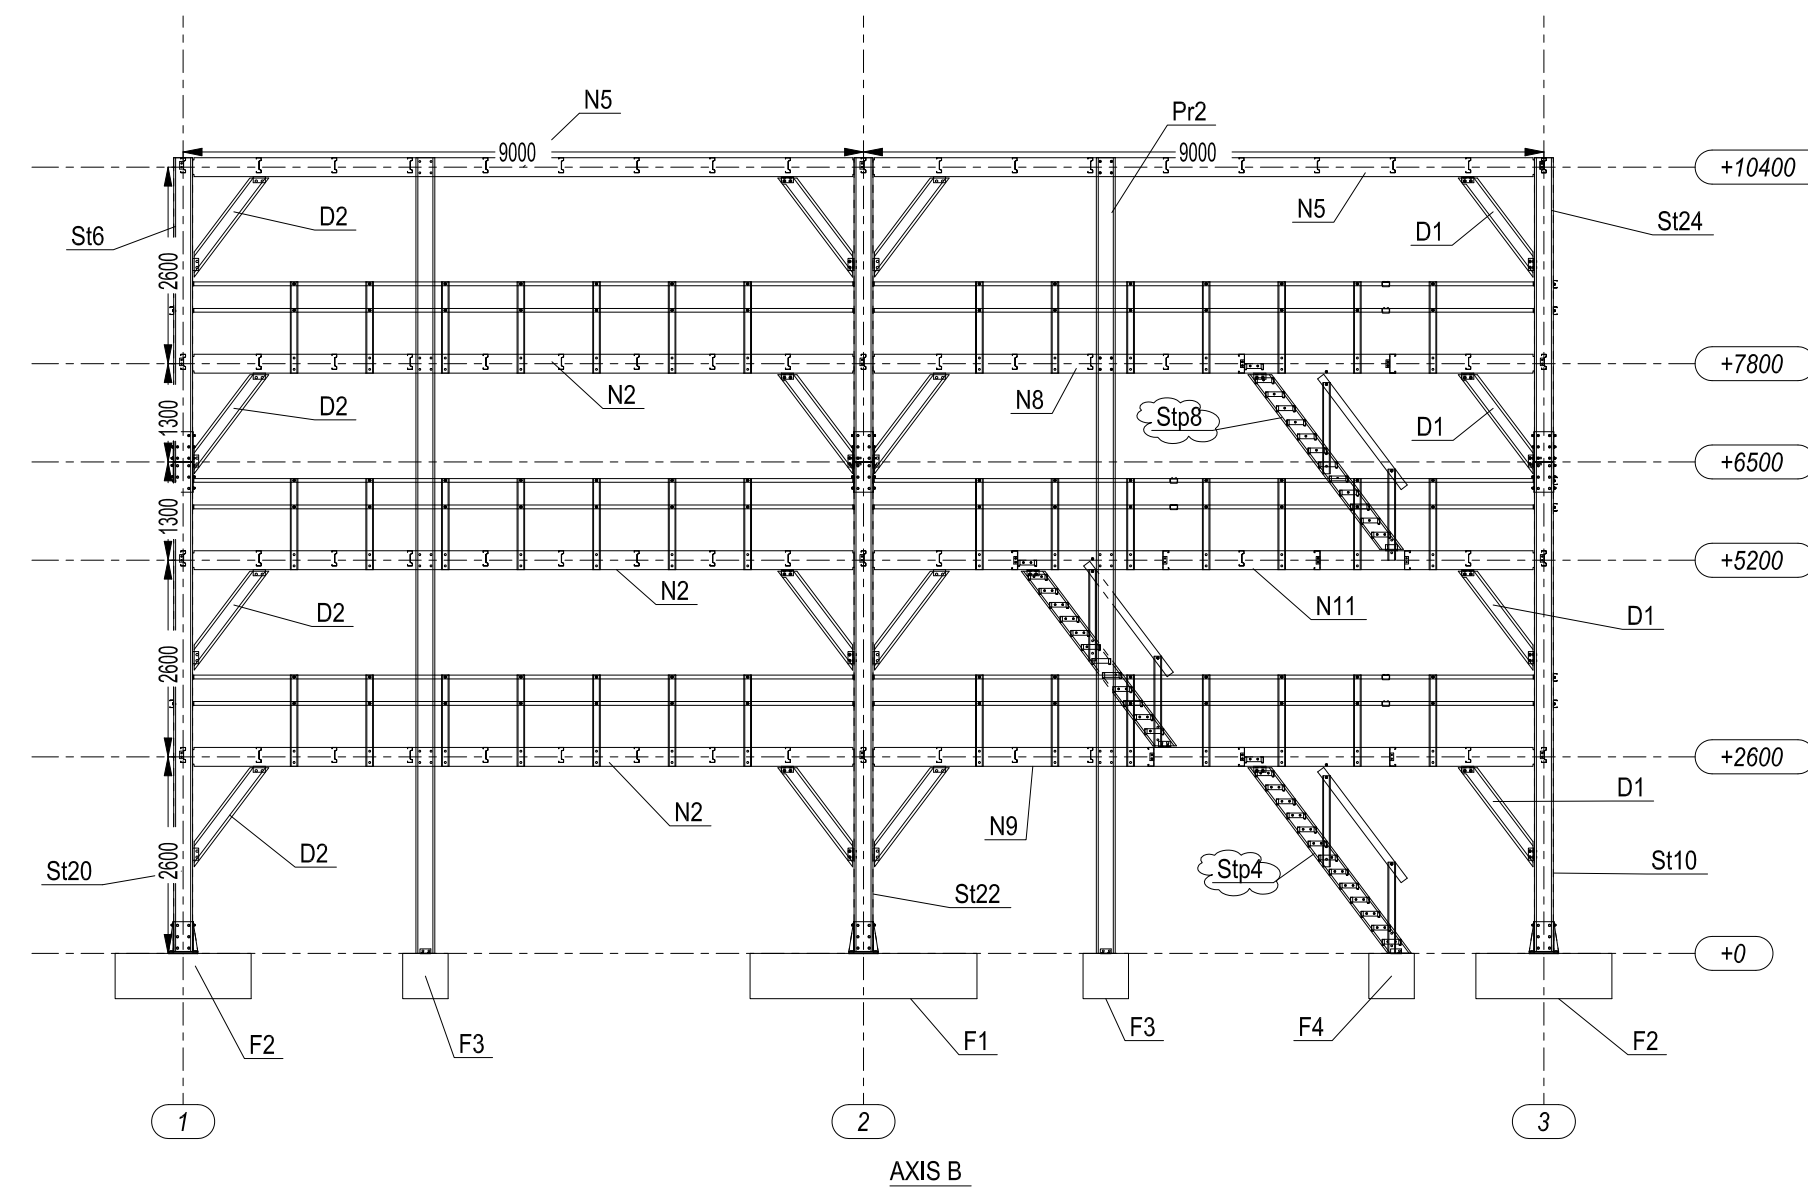 N5
Pr2
9000
9000
+10400
N5
D2
St6
D1
St24
2600
+7800
N2
N8
D2
Stp8
D1
1300
+6500
1300
+5200
N2
N11
D2
D1
2600
+2600
N2
N9
D2
D1
St20
2600
St22
Stp4
St10
+0
F2
F3
F1
F3
F4
F2
1
2
3
AXIS B